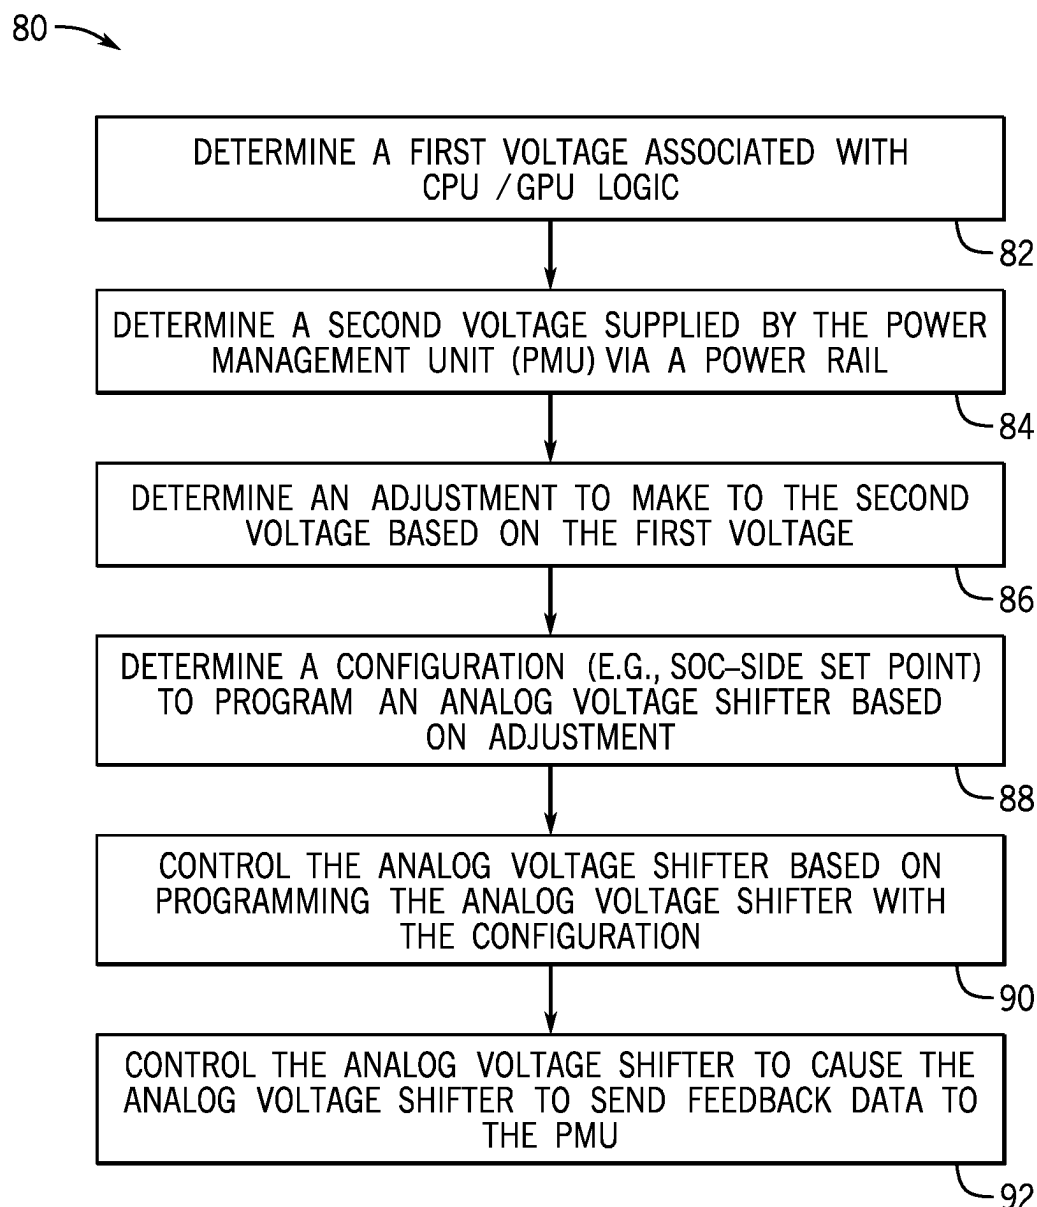 80
DETERMINE A FIRST VOLTAGE ASSOCIATED WITH
CPU /GPU LOGIC
82
DETERMINE A SECOND VOLTAGE SUPPLIED BY THE POWER
MANAGEMENT UNIT (PMU) VIA A POWER RAIL
84
DETERMINE AN ADJUSTMENT TO MAKE TO THE SECOND
VOLTAGE BASED ON THE FIRST VOLTAGE
86
DETERMINE A CONFIGURATION (E.G., SOC–SIDE SET POINT)
TO PROGRAM AN ANALOG VOLTAGE SHIFTER BASED
ON ADJUSTMENT
88
CONTROL THE ANALOG VOLTAGE SHIFTER BASED ON
PROGRAMMING THE ANALOG VOLTAGE SHIFTER WITH
THE CONFIGURATION
90
CONTROL THE ANALOG VOLTAGE SHIFTER TO CAUSE THE
ANALOG VOLTAGE SHIFTER TO SEND FEEDBACK DATA TO
THE PMU
92